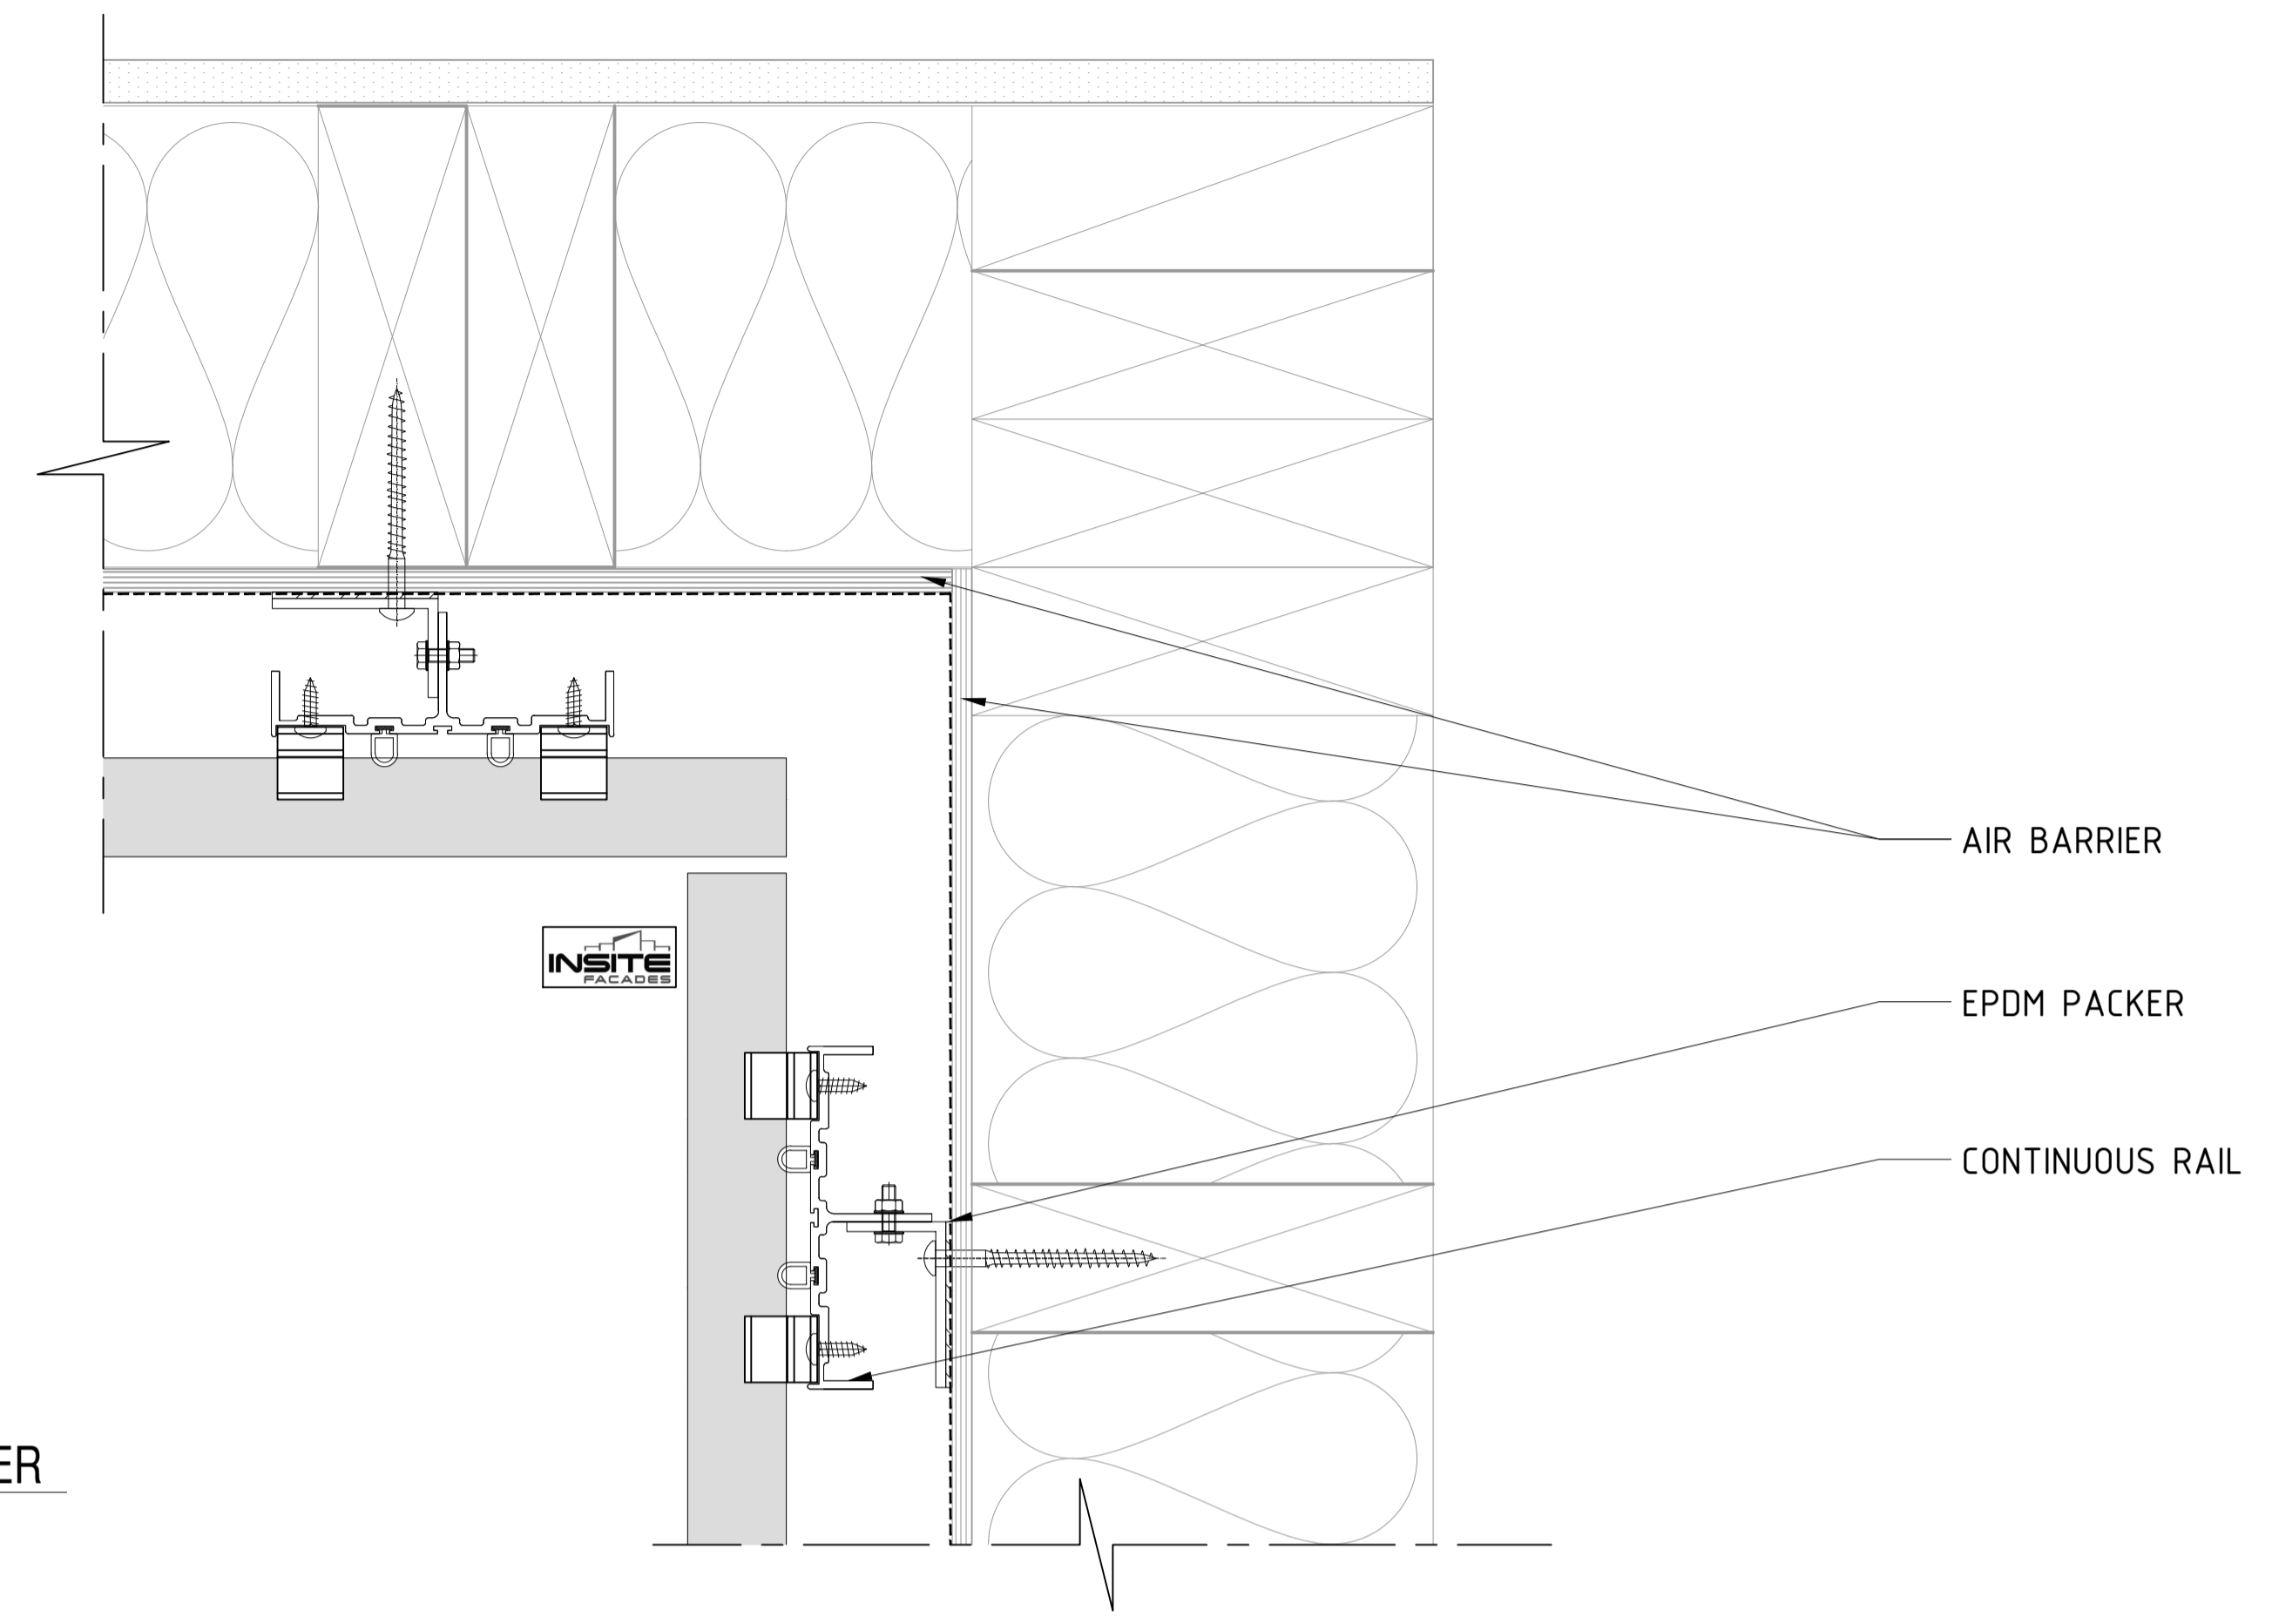 AIR BARRIER
INSITE
FACADES
EPDM PACKER
CONTINUOUS RAIL
ER